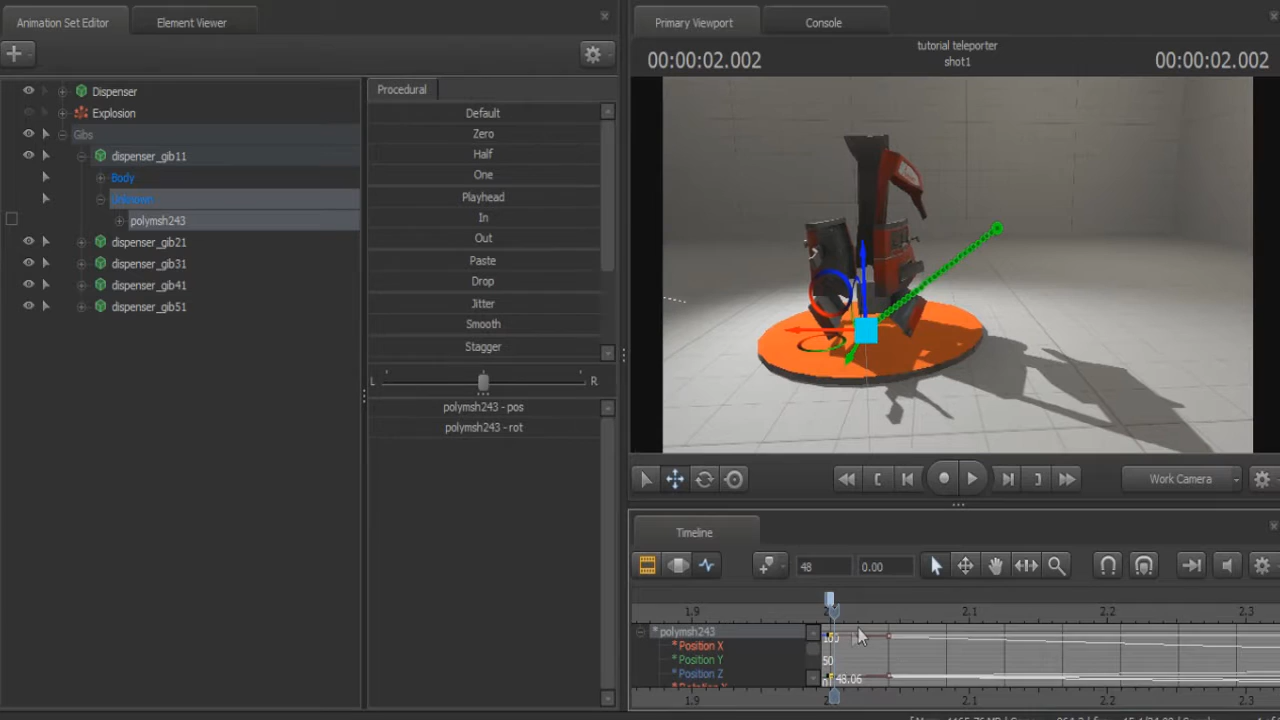 Animation Set Editor
Element Viewer
Dispenser
Explosion
Gibs
dispenser_gib11
Body
Unknown
polymsh243
dispenser_gib21
dispenser_gib31
dispenser_gib41
dispenser_gib51
Procedural
Default
Zero
Half
One
Playhead
In
Out
Paste
Drop
Jitter
Smooth
Stagger
L R
polymsh243 - pos
polymsh243 - rot
Primary Viewport
Console
00:00:02.002
tutorial teleporter
shot1
00:00:02.002
Work Camera
Timeline
48 0.00
1.9 2.1 2.2 2.3
*polymsh243
*Position X
*Position Y
*Position Z
100
50
48.06
1.9 2.1 2.2 2.3